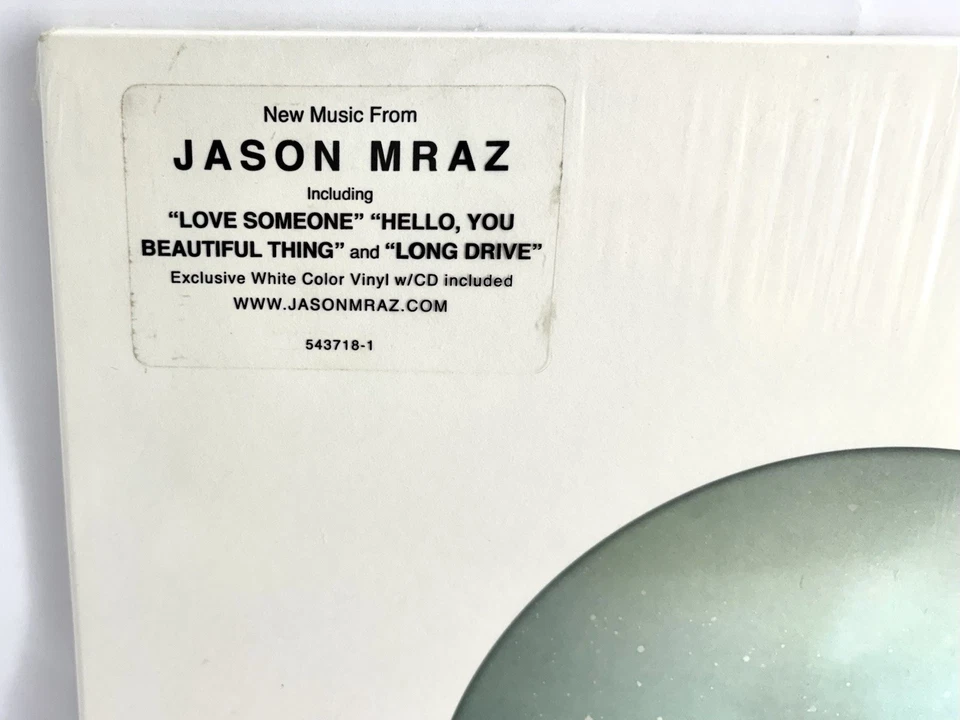 New Music From
JASON MRAZ
Including
“LOVE SOMEONE” “HELLO, YOU
BEAUTIFUL THING” and “LONG DRIVE”
Exclusive White Color Vinyl w/CD included
WWW.JASONMRAZ.COM
543718-1